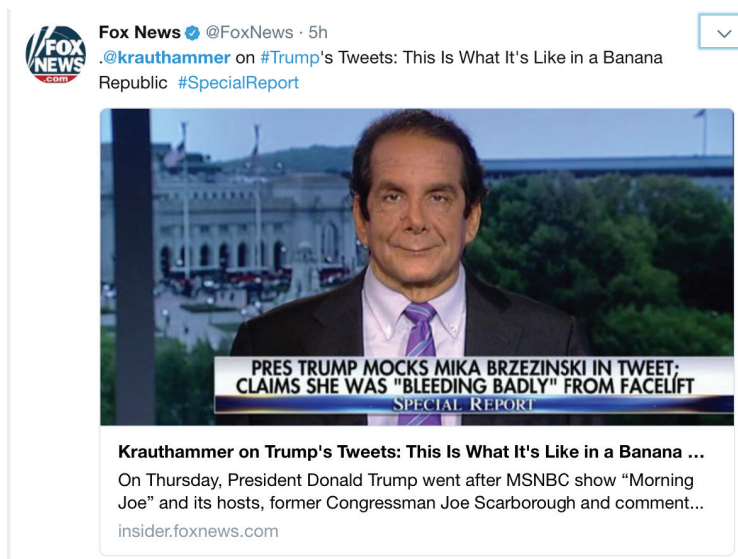 Fox News @FoxNews · 5h
FOX
NEWS
.com
.@krauthammer on #Trump's Tweets: This Is What It's Like in a Banana
Republic #SpecialReport
PRES TRUMP MOCKS MIKA BRZEZINSKI IN TWEET;
CLAIMS SHE WAS "BLEEDING BADLY" FROM FACELIFT
SPECIAL REPORT
Krauthammer on Trump's Tweets: This Is What It's Like in a Banana ...
On Thursday, President Donald Trump went after MSNBC show “Morning
Joe” and its hosts, former Congressman Joe Scarborough and comment...
insider.foxnews.com